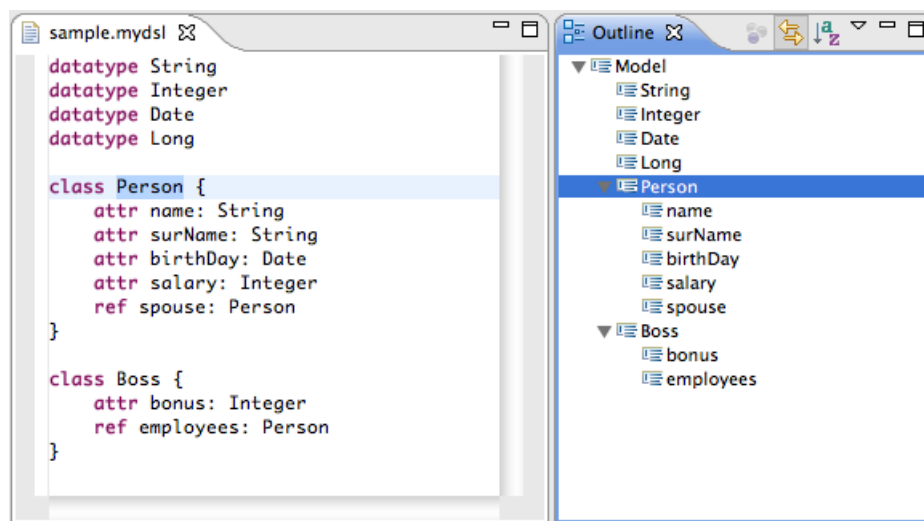 sample.mydsl
datatype String
datatype Integer
datatype Date
datatype Long
class Person {
    attr name: String
    attr surName: String
    attr birthDay: Date
    attr salary: Integer
    ref spouse: Person
}
class Boss {
    attr bonus: Integer
    ref employees: Person
}
Outline
a
z
Model
String
Integer
Date
Long
Person
name
surName
birthDay
salary
spouse
Boss
bonus
employees